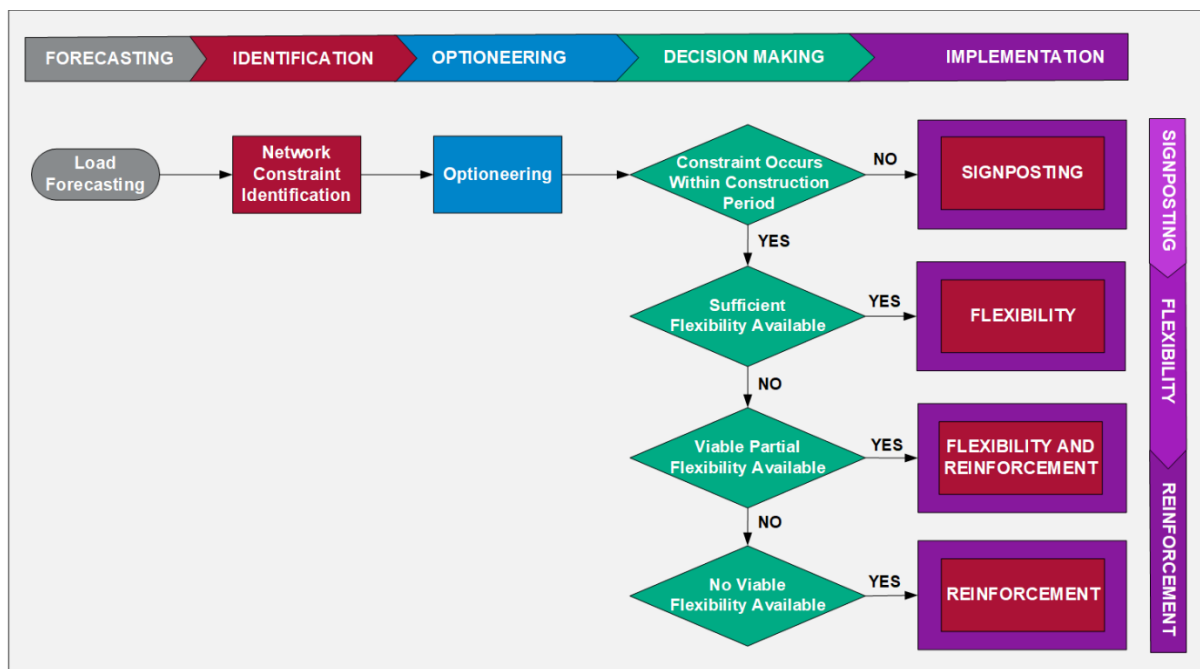 FORECASTING
IDENTIFICATION
OPTIONEERING
DECISION MAKING
IMPLEMENTATION
Load
Forecasting
Network
Constraint
Identification
Optioneering
Constraint Occurs
Within Construction
Period
NO
SIGNPOSTING
YES
Sufficient
Flexibility Available
YES
FLEXIBILITY
NO
Viable Partial
Flexibility Available
YES
FLEXIBILITY AND
REINFORCEMENT
NO
No Viable
Flexibility Available
YES
REINFORCEMENT
SIGNPOSTING
FLEXIBILITY
REINFORCEMENT